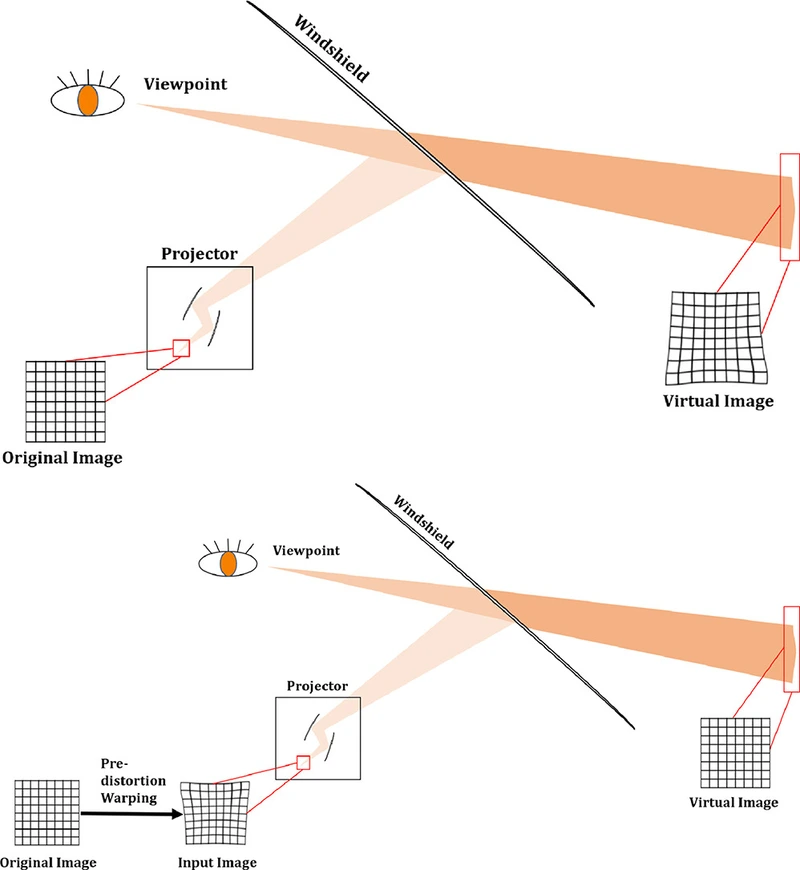 Windshield
Viewpoint
Projector
Original Image
Virtual Image
Windshield
Viewpoint
Projector
Pre-
distortion
Warping
Original Image
Input Image
Virtual Image